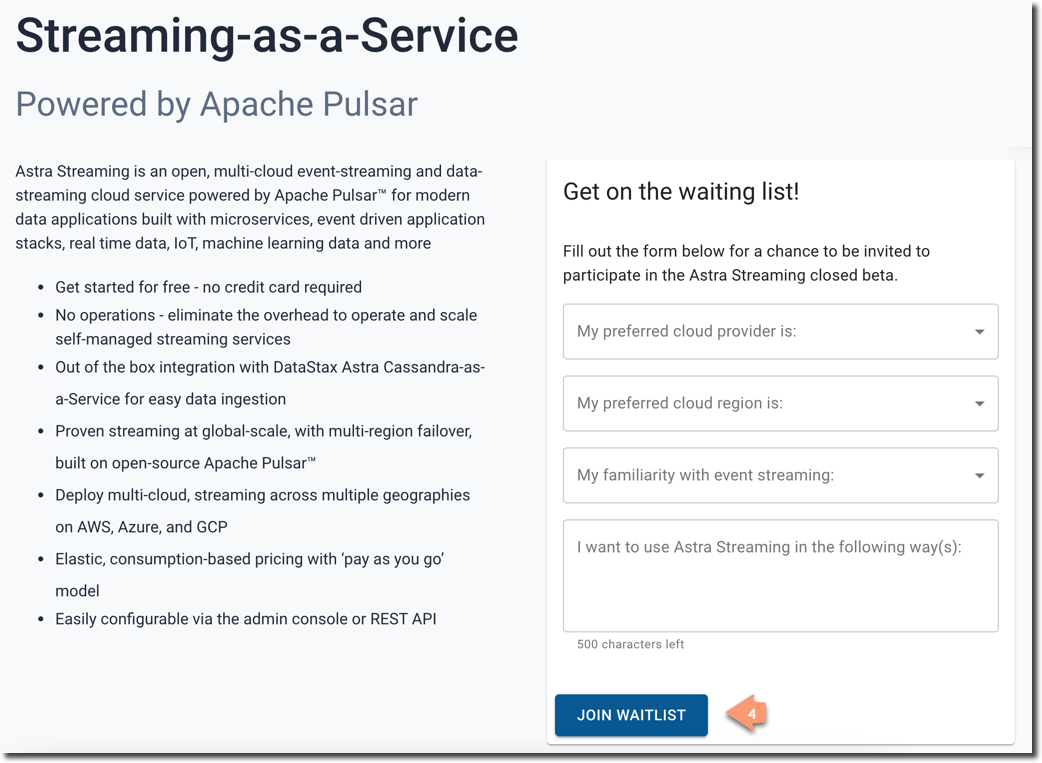 Streaming-as-a-Service
Powered by Apache Pulsar
Astra Streaming is an open, multi-cloud event-streaming and data-
streaming cloud service powered by Apache Pulsar™ for modern
data applications built with microservices, event driven application
stacks, real time data, IoT, machine learning data and more
• Get started for free - no credit card required
• No operations - eliminate the overhead to operate and scale
self-managed streaming services
• Out of the box integration with DataStax Astra Cassandra-as-
a-Service for easy data ingestion
• Proven streaming at global-scale, with multi-region failover,
built on open-source Apache Pulsar™
• Deploy multi-cloud, streaming across multiple geographies
on AWS, Azure, and GCP
• Elastic, consumption-based pricing with ‘pay as you go’
model
• Easily configurable via the admin console or REST API
Get on the waiting list!
Fill out the form below for a chance to be invited to
participate in the Astra Streaming closed beta.
My preferred cloud provider is:
My preferred cloud region is:
My familiarity with event streaming:
I want to use Astra Streaming in the following way(s):
500 characters left
JOIN WAITLIST
4